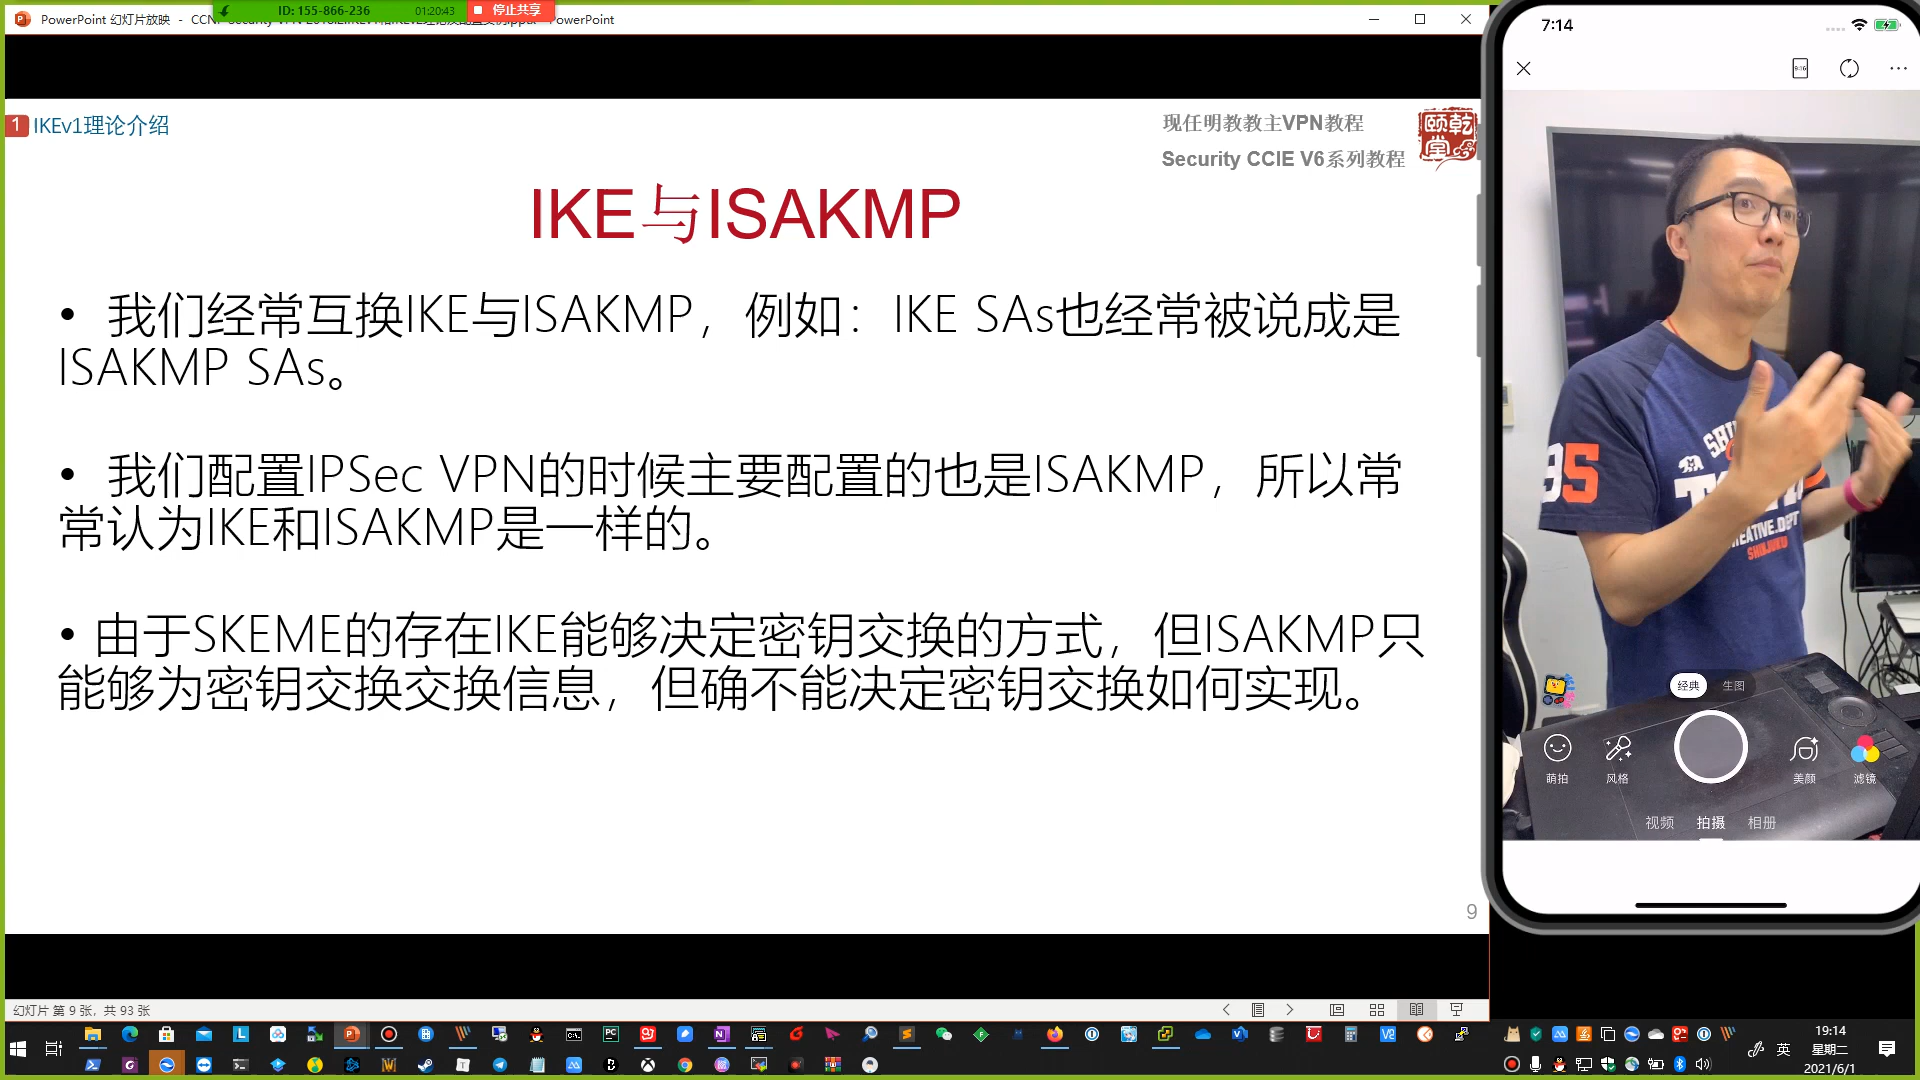 PowerPoint 幻灯片放映 - CCN
ID: 155-866-236
01:20:43
停止共享
PowerPoint
1 IKEv1理论介绍
现任明教教主VPN教程
Security CCIE V6系列教程
乾颐堂
IKE与ISAKMP
• 我们经常互换IKE与ISAKMP，例如：IKE SAs也经常被说成是
ISAKMP SAs。
• 我们配置IPSec VPN的时候主要配置的也是ISAKMP，所以常
常认为IKE和ISAKMP是一样的。
• 由于SKEME的存在IKE能够决定密钥交换的方式，但ISAKMP只
能够为密钥交换交换信息，但确不能决定密钥交换如何实现。
9
幻灯片 第 9 张，共 93 张
7:14
9:16
95
CREATIVE.DEPT
SHINJUKU
经典 生图
萌拍 风格 美颜 滤镜
视频 拍摄 相册
英
19:14
星期二
2021/6/1